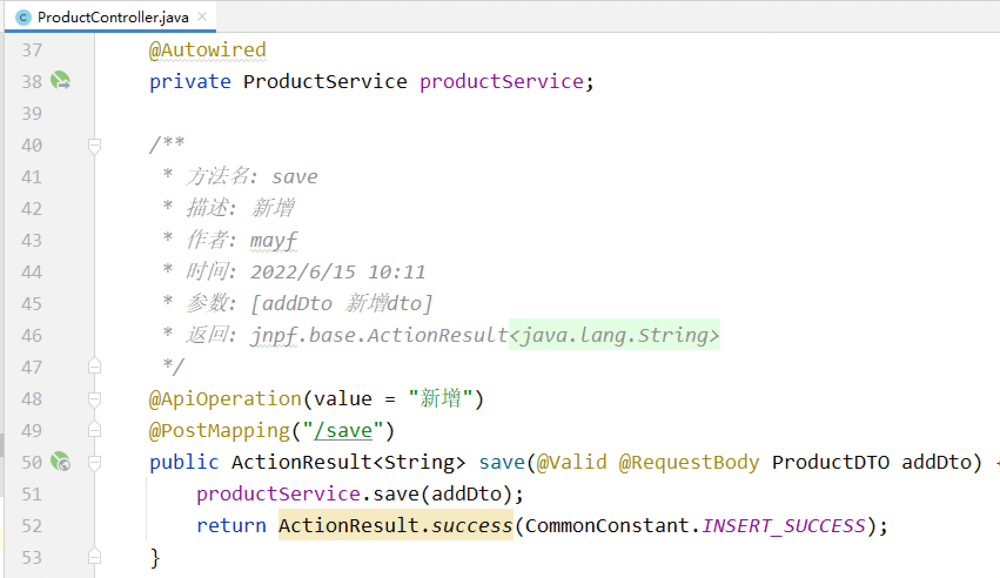 ProductController.java
37 @Autowired
38 private ProductService productService;
39
40 /**
41 * 方法名: save
42 * 描述: 新增
43 * 作者: mayf
44 * 时间: 2022/6/15 10:11
45 * 参数: [addDto 新增dto]
46 * 返回: jnpf.base.ActionResult<java.lang.String>
47 */
48 @ApiOperation(value = "新增")
49 @PostMapping("/save")
50 public ActionResult<String> save(@Valid @RequestBody ProductDTO addDto) {
51 productService.save(addDto);
52 return ActionResult.success(CommonConstant.INSERT_SUCCESS);
53 }